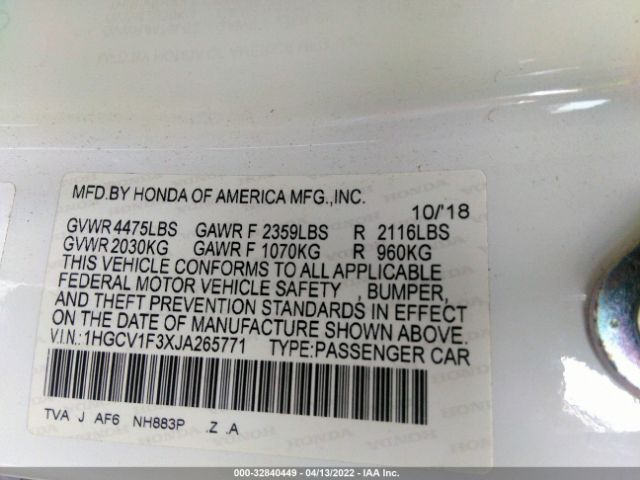 MFD.BY HONDA OF AMERICA MFG.,INC.
10/'18
GVWR 4475LBS GAWR F 2359LBS R 2116LBS
GVWR 2030KG GAWR F 1070KG R 960KG
THIS VEHICLE CONFORMS TO ALL APPLICABLE
FEDERAL MOTOR VEHICLE SAFETY , BUMPER,
AND THEFT PREVENTION STANDARDS IN EFFECT
ON THE DATE OF MANUFACTURE SHOWN ABOVE.
V.I.N.:1HGCV1F3XJA265771 TYPE:PASSENGER CAR
TVA J AF6 NH883P .Z .A
000-32840449 - 04/13/2022 - IAA Inc.